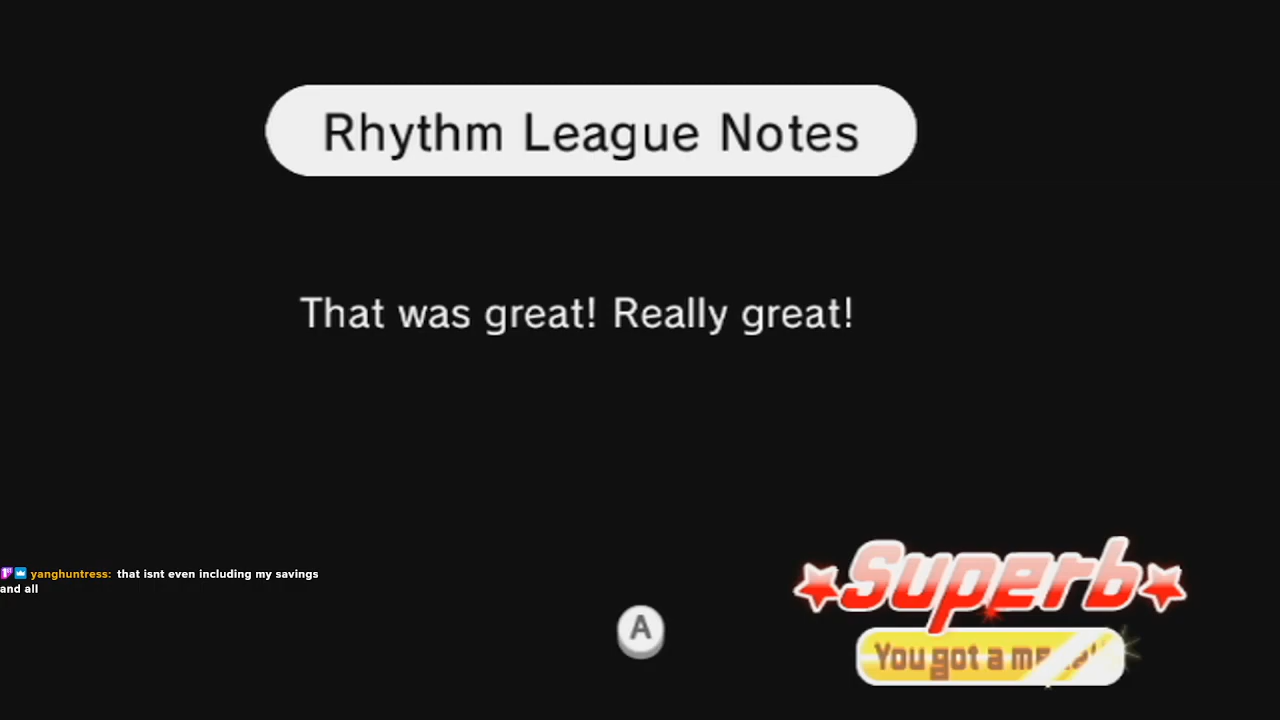 Rhythm League Notes
That was great! Really great!
yanghuntress: that isnt even including my savings
and all
A
Superb
You got a